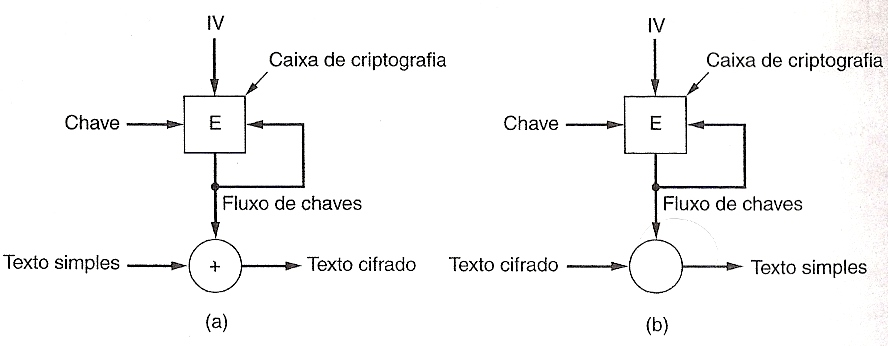 IV
Caixa de criptografia
Chave
E
Fluxo de chaves
Texto simples
+
Texto cifrado
(a)
IV
Caixa de criptografia
Chave
E
Fluxo de chaves
Texto cifrado
Texto simples
(b)